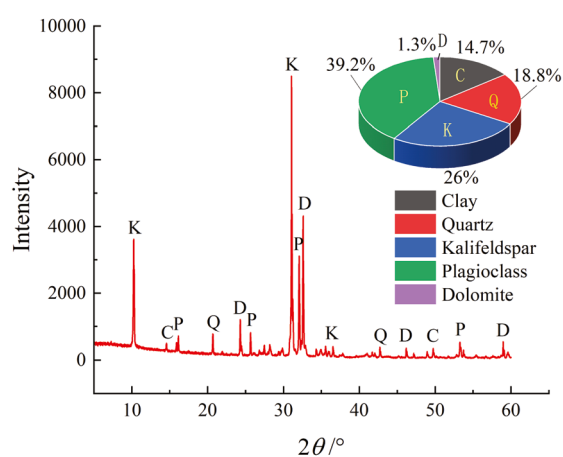 10000
8000
6000
4000
2000
0
Intensity
10
20
30
40
50
60
2θ/°
K
C
P
Q
D
P
K
P
D
K
Q
D
C
P
D
1.3%
D
14.7%
39.2%
18.8%
26%
C
Q
K
P
Clay
Quartz
Kalifeldspar
Plagioclass
Dolomite